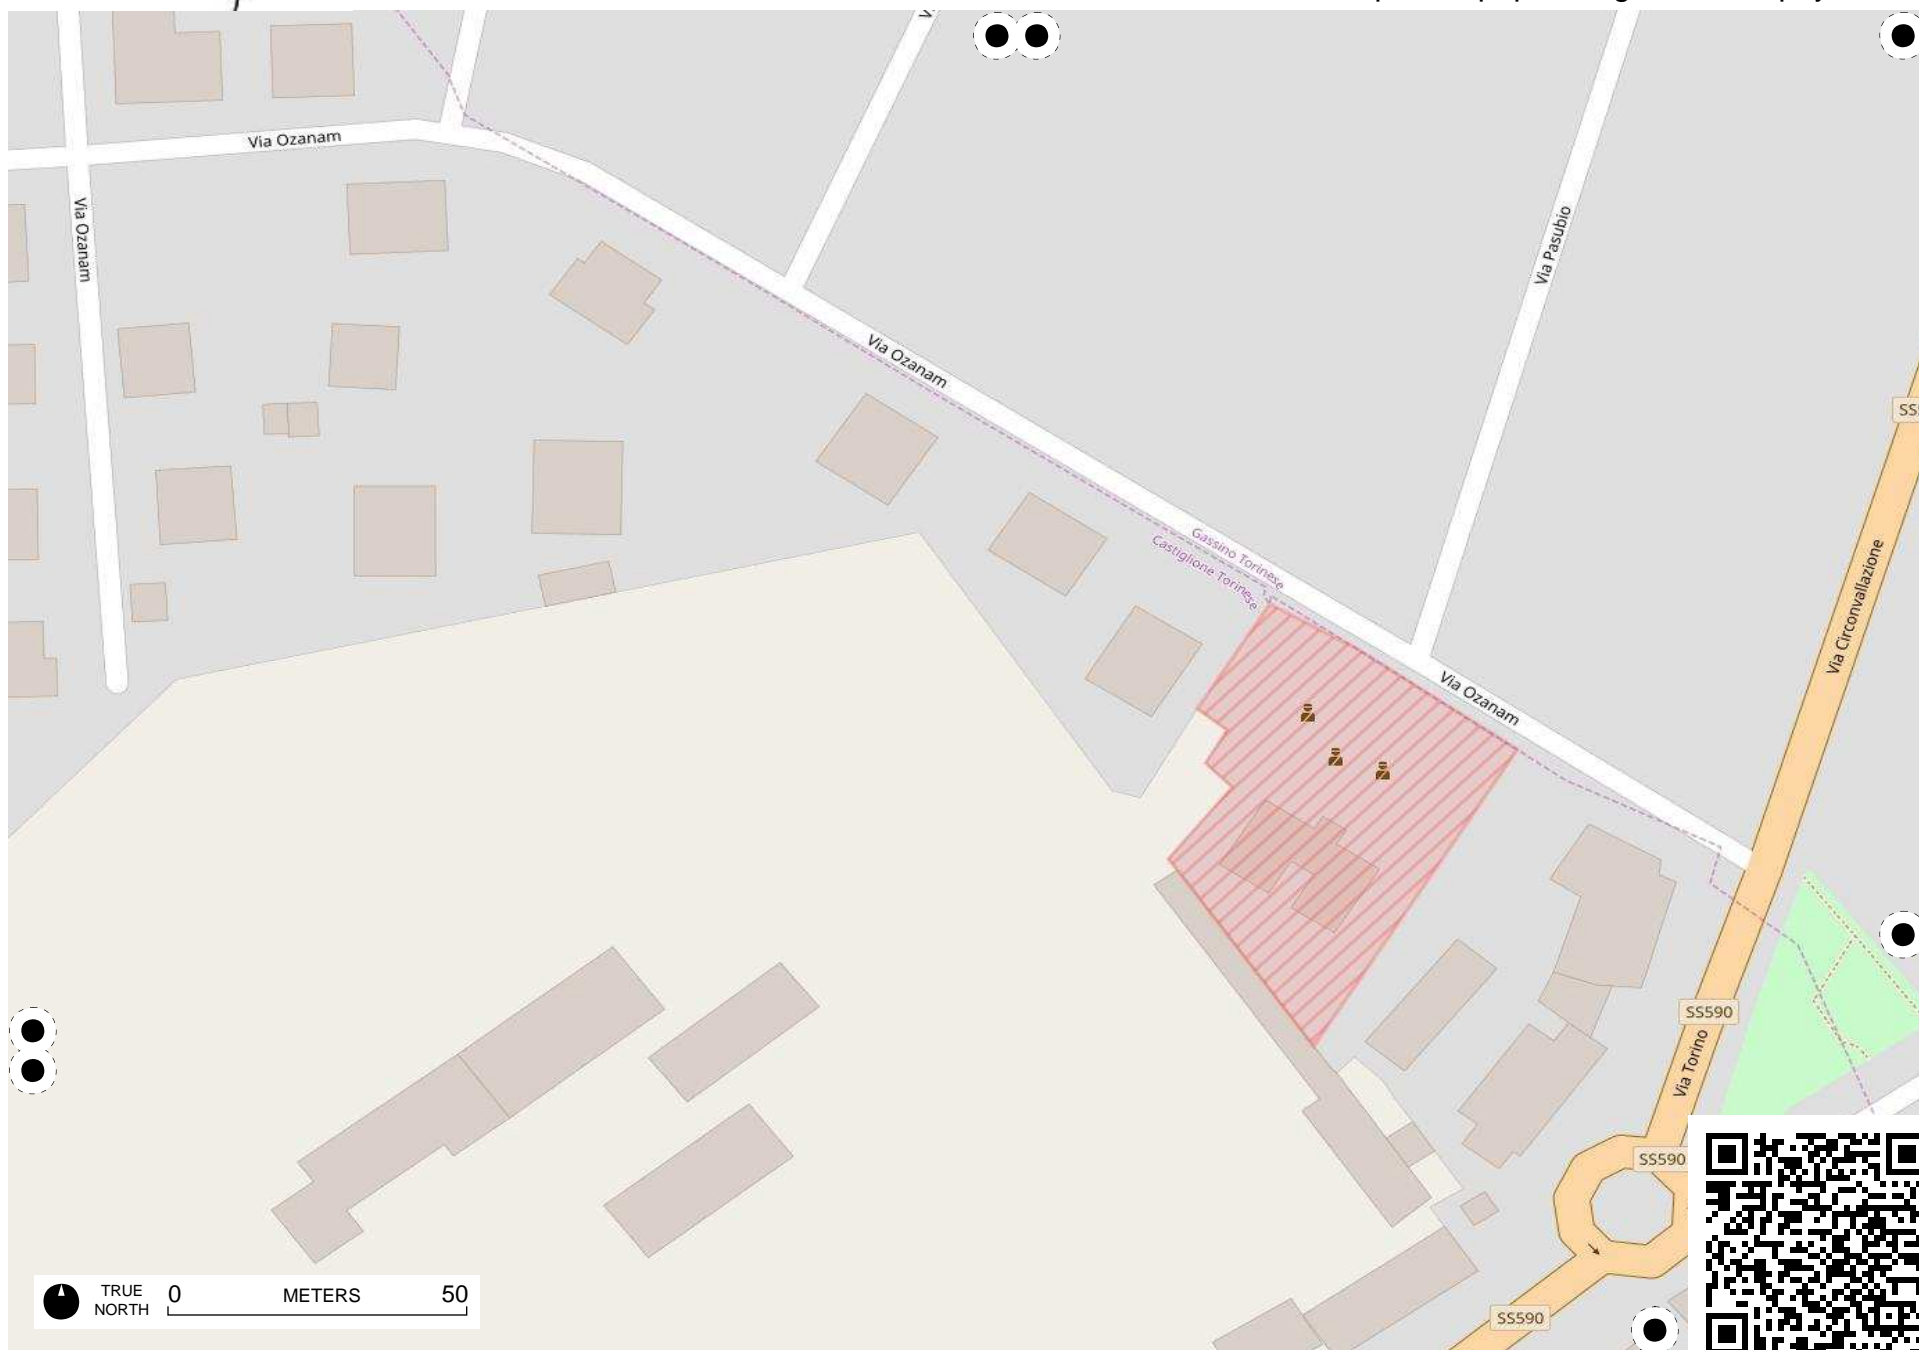 Via Ozanam
Via Ozanam
Via Pasubio
Via Ozanam
Gassino Torinese
Castiglione Torinese
Via Circonvallazione
Via Ozanam
SS590
Via Torino
SS590
TRUE
NORTH
0
METERS
50
SS590